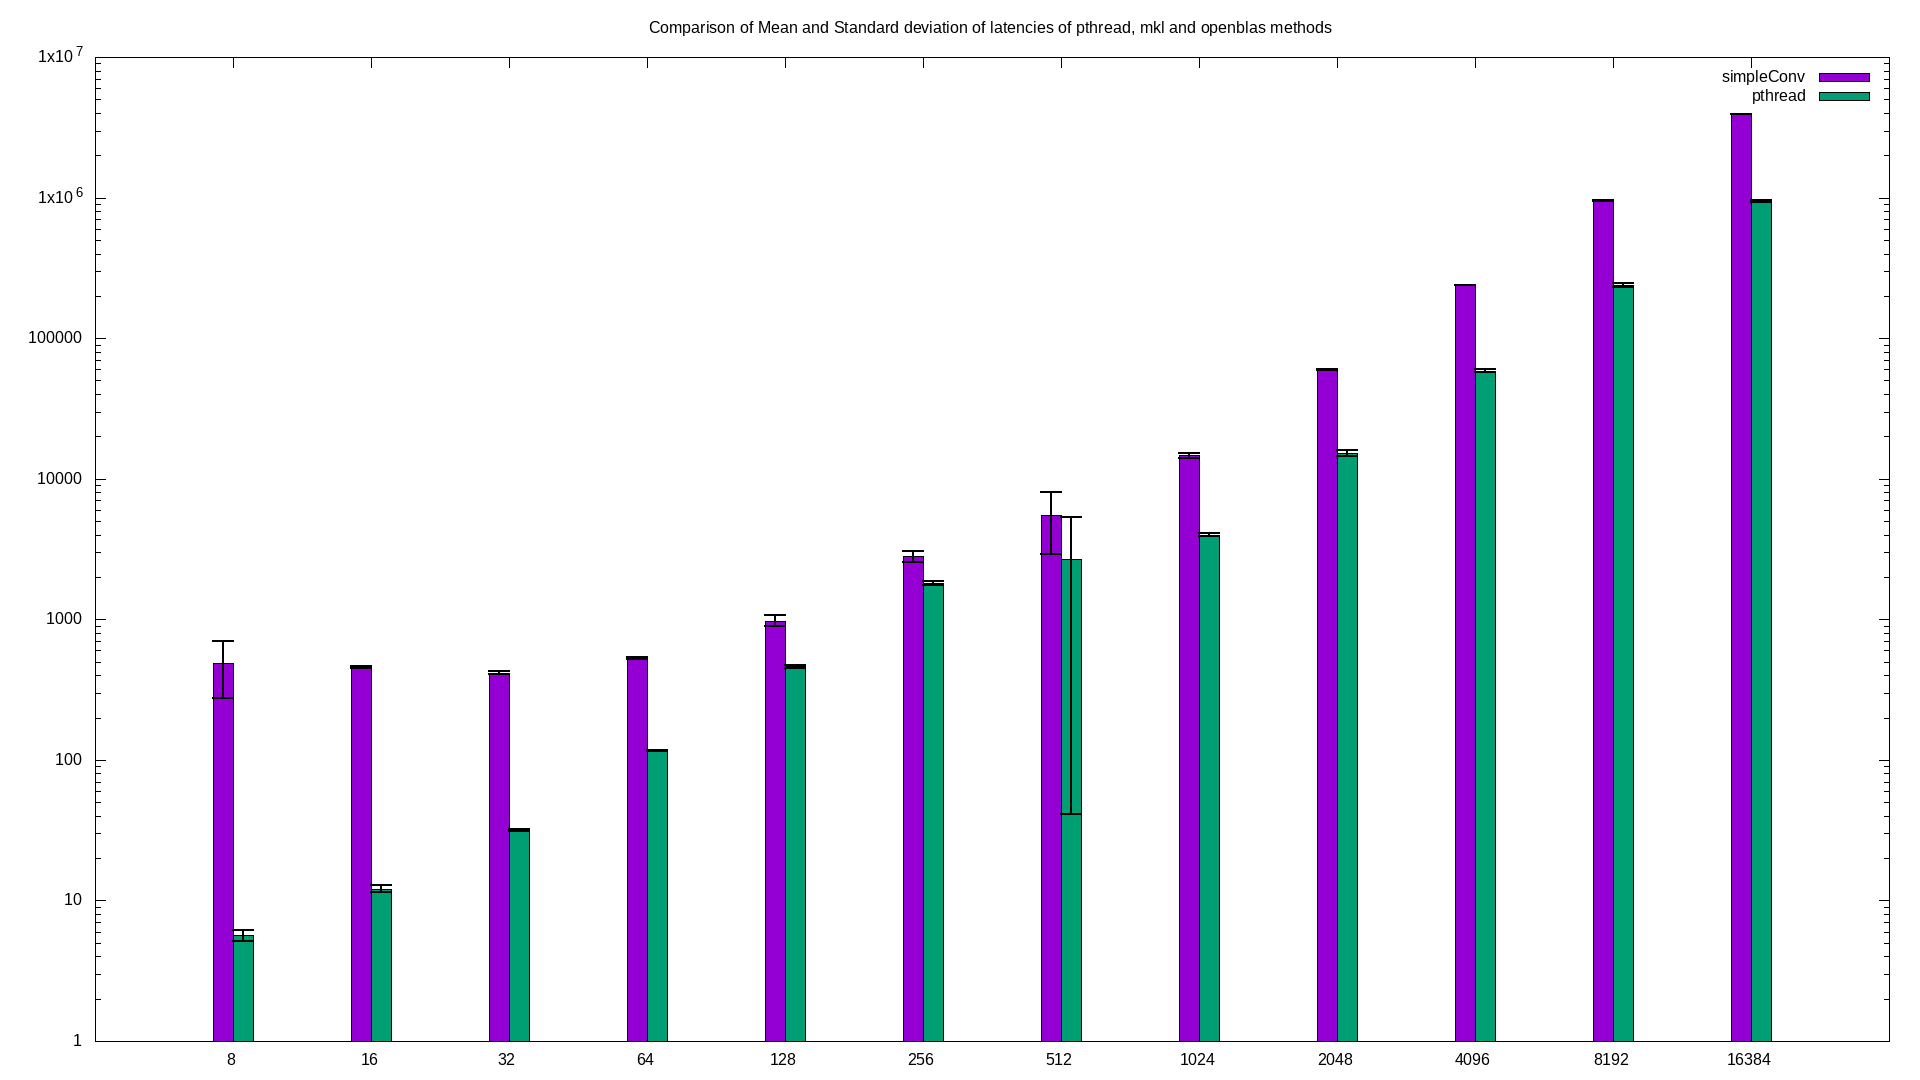 Comparison of Mean and Standard deviation of latencies of pthread, mkl and openblas methods
1x10^7
simpleConv
pthread
1x10^6
100000
10000
1000
100
10
1
8 16 32 64 128 256 512 1024 2048 4096 8192 16384